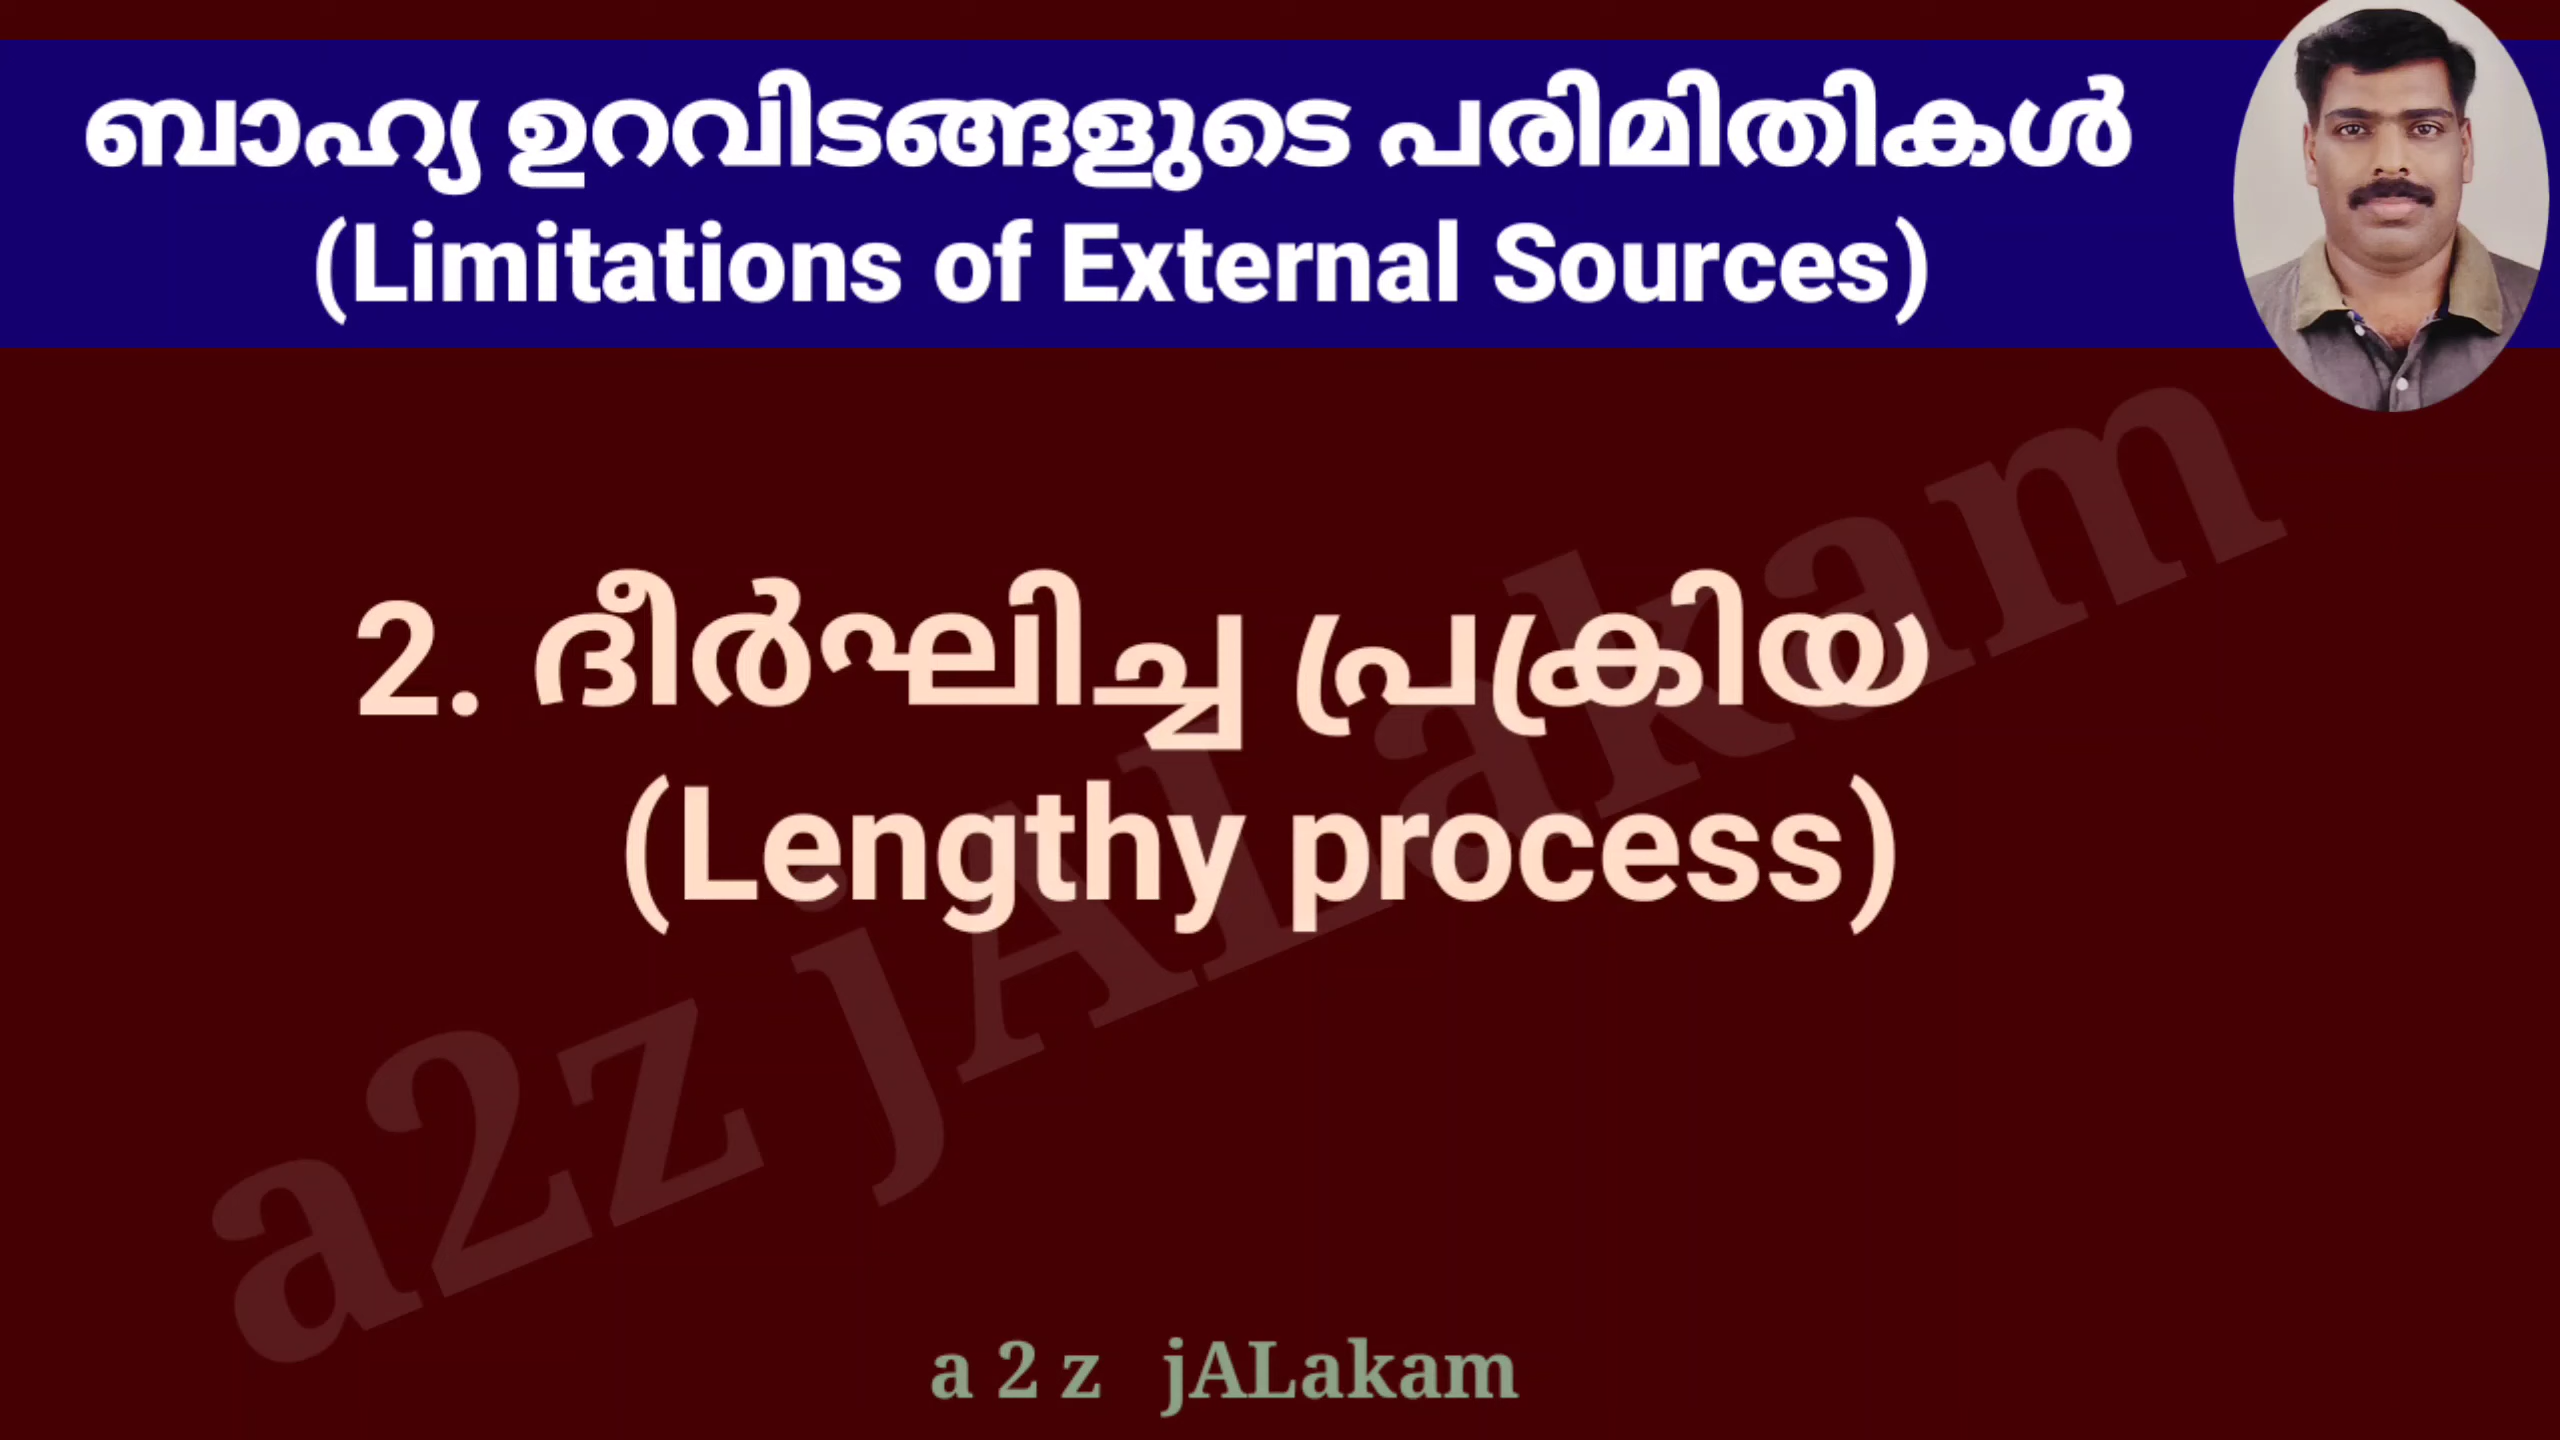 ബാഹ്യ ഉറവിടങ്ങളുടെ പരിമിതികൾ
(Limitations of External Sources)
2. ദീർഘിച്ച പ്രക്രിയ
(Lengthy process)
a2z jALakam
a 2 z jALakam